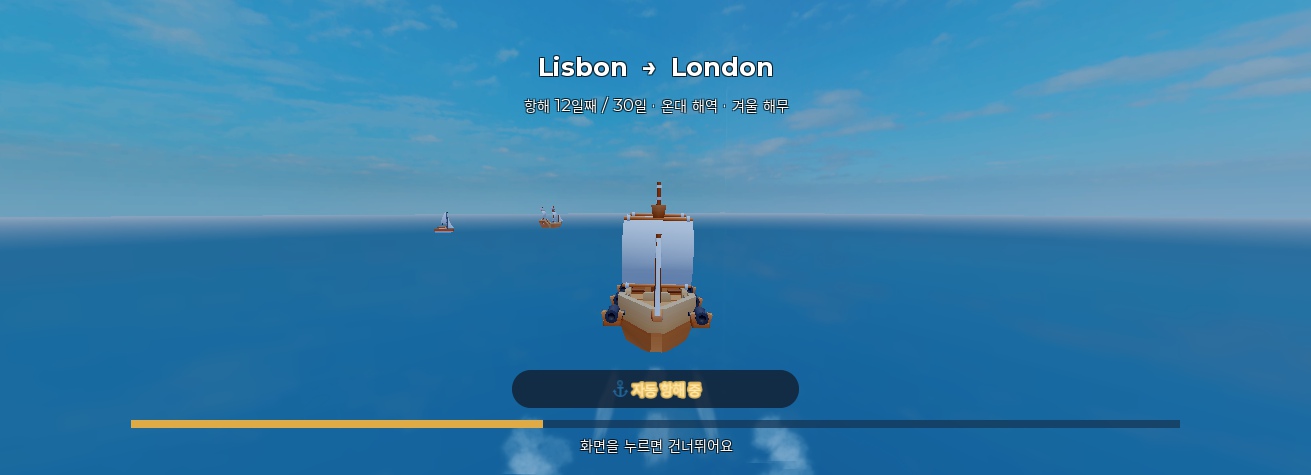 Lisbon → London
항해 12일째 / 30일 · 온대 해역 · 겨울 해무
⚓ 자동 항해 중
화면을 누르면 건너뛰어요